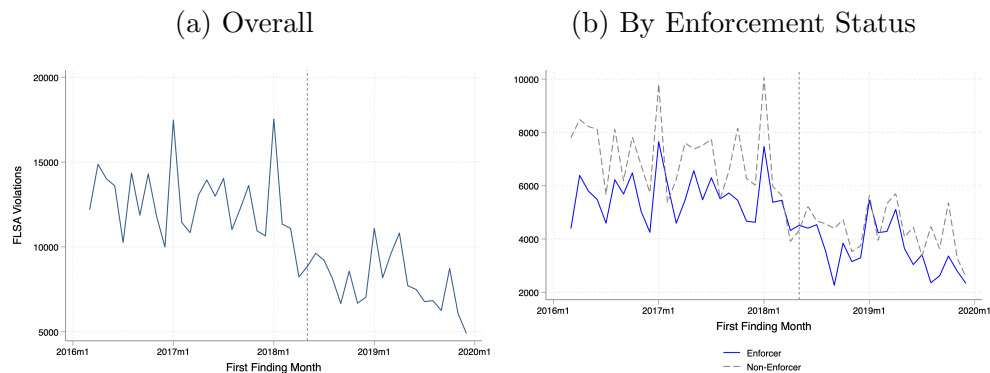 (a) Overall
20000
15000
10000
5000
FLSA Violations
2016m1 2017m1 2018m1 2019m1 2020m1
First Finding Month
(b) By Enforcement Status
10000
8000
6000
4000
2000
2016m1 2017m1 2018m1 2019m1 2020m1
First Finding Month
Enforcer
Non-Enforcer